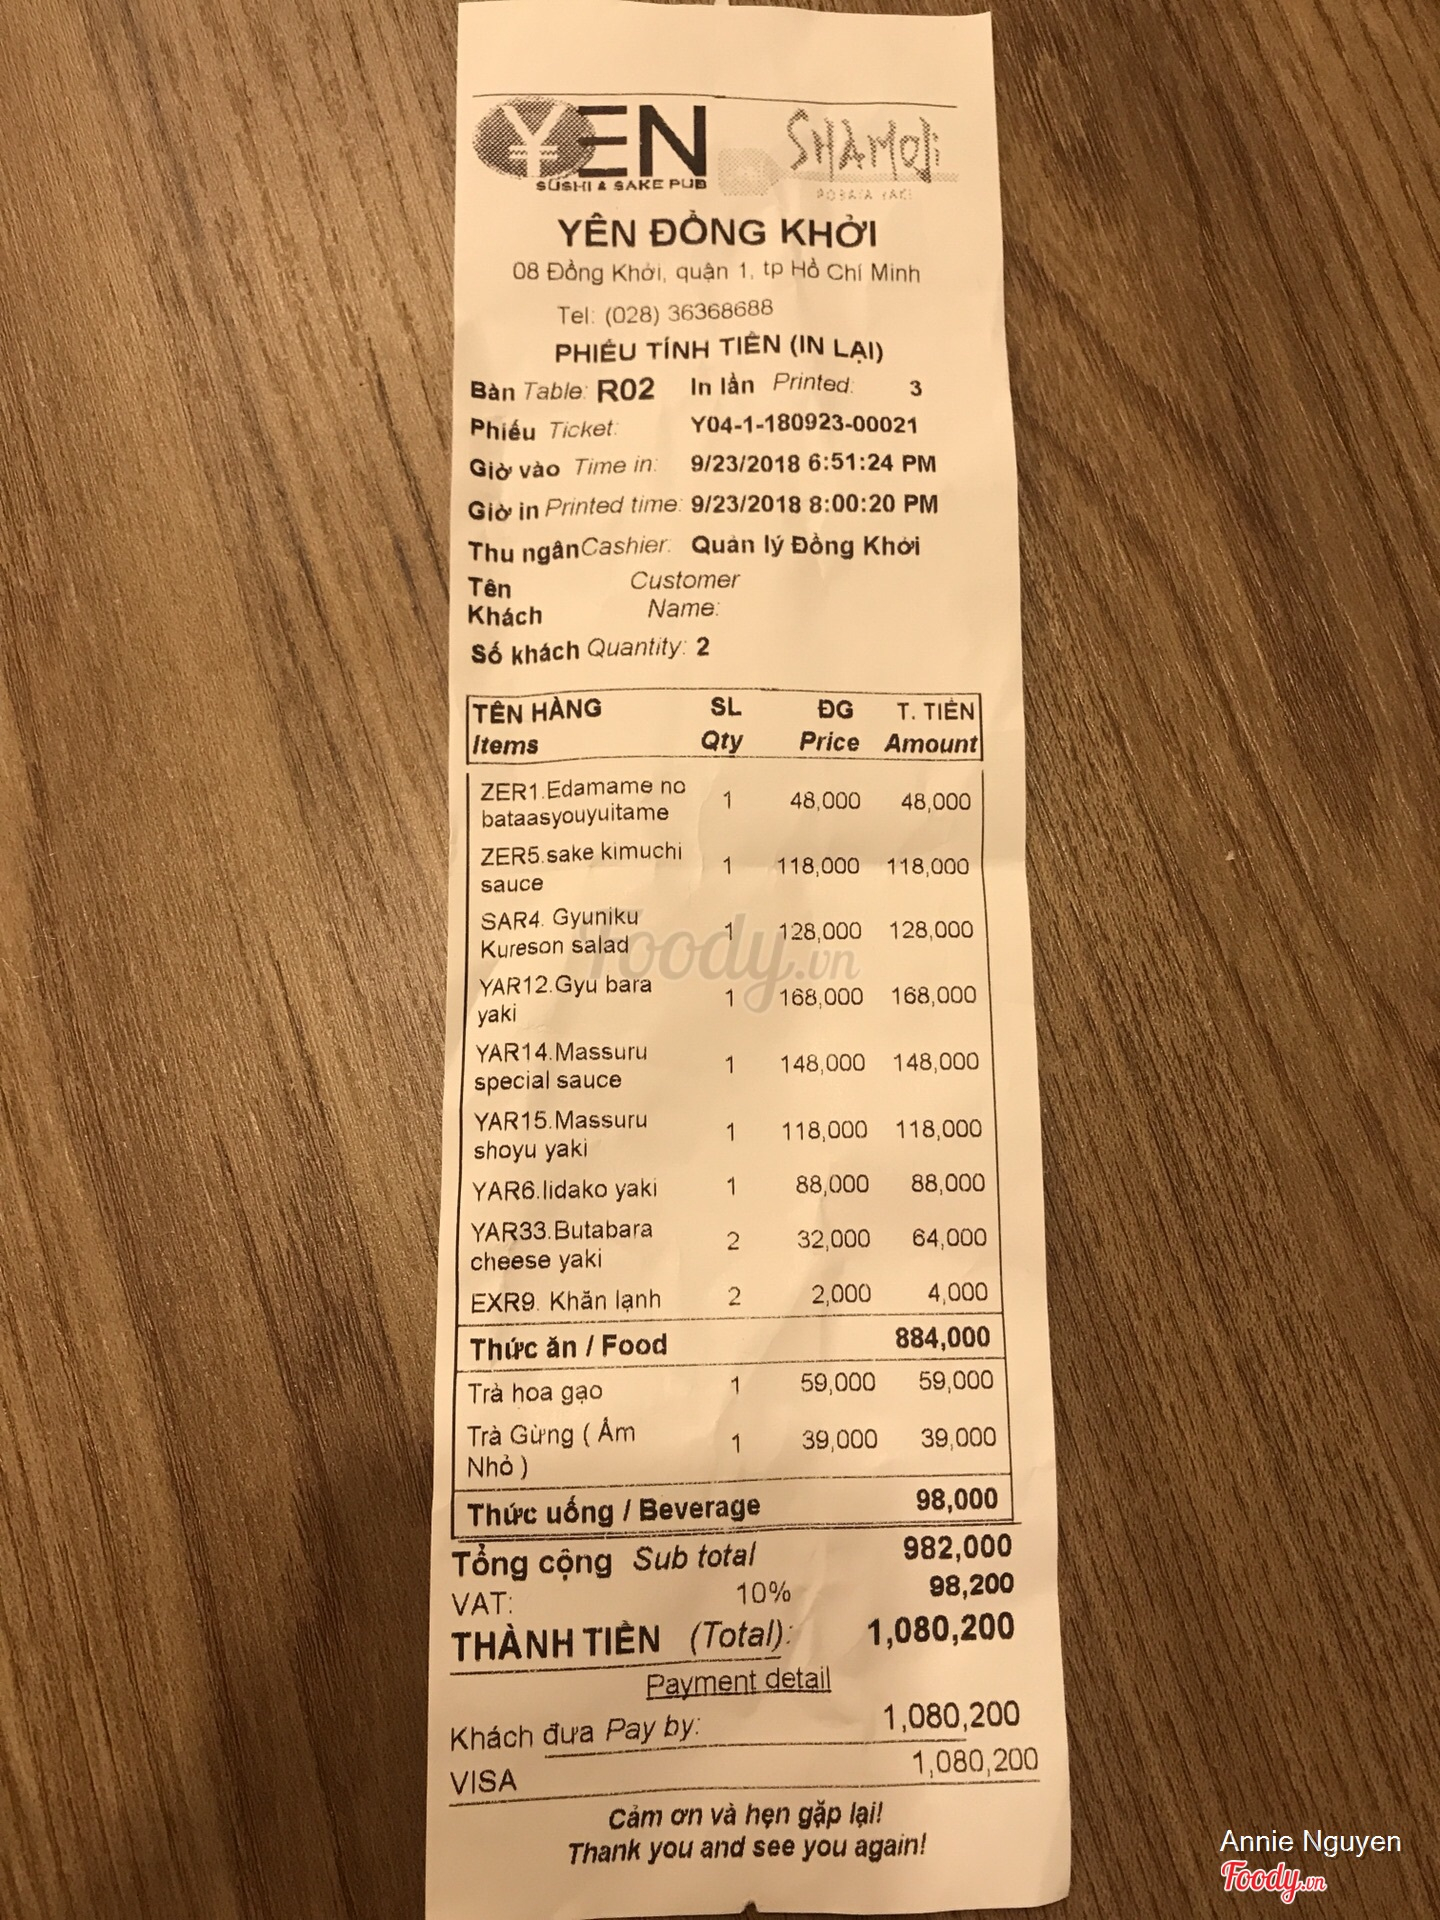 YEN
SUSHI & SAKE PUB
SHAMOJI
ROBATA YAKI
YÊN ĐỒNG KHỞI
08 Đồng Khởi, quận 1, tp Hồ Chí Minh
Tel: (028) 36368688
PHIẾU TÍNH TIỀN (IN LẠI)
Bàn Table: R02 In lần Printed: 3
Phiếu Ticket: Y04-1-180923-00021
Giờ vào Time in: 9/23/2018 6:51:24 PM
Giờ in Printed time: 9/23/2018 8:00:20 PM
Thu ngân Cashier: Quản lý Đồng Khởi
Tên Customer
Khách Name:
Số khách Quantity: 2
TÊN HÀNG SL ĐG T. TIỀN
Items Qty Price Amount
ZER1.Edamame no
bataasyouyuitame 1 48,000 48,000
ZER5.sake kimuchi
sauce 1 118,000 118,000
SAR4. Gyuniku
Kureson salad 1 128,000 128,000
YAR12.Gyu bara
yaki 1 168,000 168,000
YAR14.Massuru
special sauce 1 148,000 148,000
YAR15.Massuru
shoyu yaki 1 118,000 118,000
YAR6.Iidako yaki 1 88,000 88,000
YAR33.Butabara
cheese yaki 2 32,000 64,000
EXR9. Khăn lạnh 2 2,000 4,000
Thức ăn / Food 884,000
Trà hoa gạo 1 59,000 59,000
Trà Gừng ( Ấm
Nhỏ ) 1 39,000 39,000
Thức uống / Beverage 98,000
Tổng cộng Sub total 982,000
VAT: 10% 98,200
THÀNH TIỀN (Total): 1,080,200
Payment detail
Khách đưa Pay by: 1,080,200
VISA 1,080,200
Cảm ơn và hẹn gặp lại!
Thank you and see you again!
Foody.vn
Annie Nguyen
Foody.vn